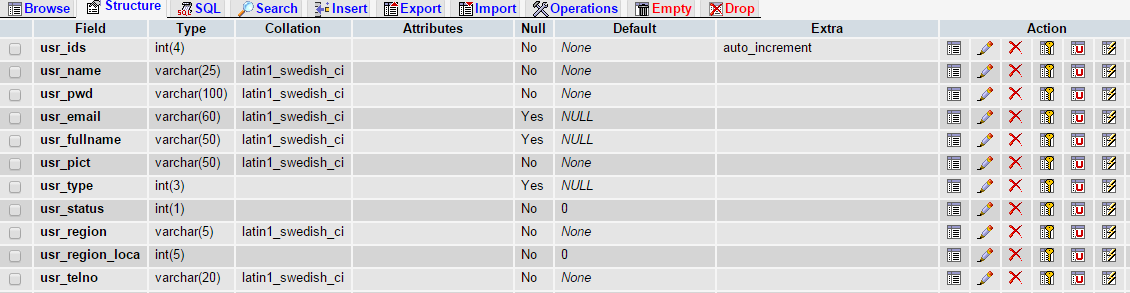 Browse Structure SQL Search Insert Export Import Operations Empty Drop
Field Type Collation Attributes Null Default Extra Action
usr_ids int(4) No None auto_increment
usr_name varchar(25) latin1_swedish_ci No None
usr_pwd varchar(100) latin1_swedish_ci No None
usr_email varchar(60) latin1_swedish_ci Yes NULL
usr_fullname varchar(50) latin1_swedish_ci Yes NULL
usr_pict varchar(50) latin1_swedish_ci No None
usr_type int(3) Yes NULL
usr_status int(1) No 0
usr_region varchar(5) latin1_swedish_ci No None
usr_region_loca int(5) No 0
usr_telno varchar(20) latin1_swedish_ci No None